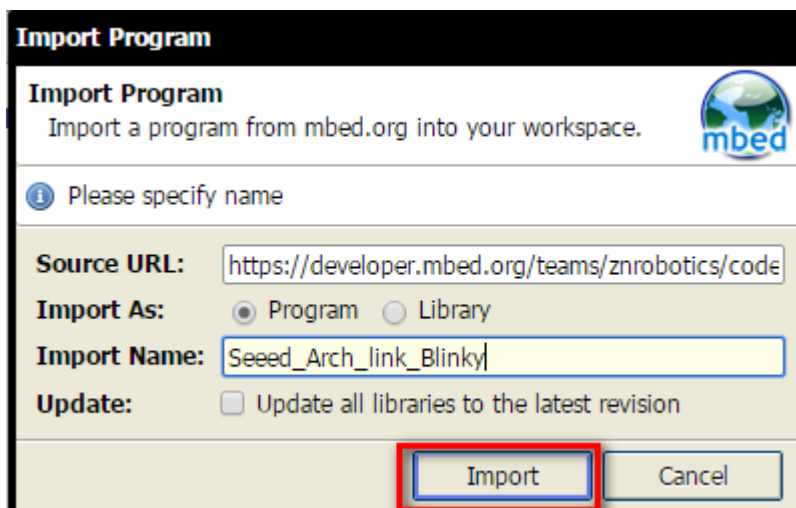 Import Program
Import Program
Import a program from mbed.org into your workspace.
mbed
Please specify name
Source URL: https://developer.mbed.org/teams/znrobotics/code
Import As: Program Library
Import Name: Seeed_Arch_link_Blinky
Update: Update all libraries to the latest revision
Import Cancel